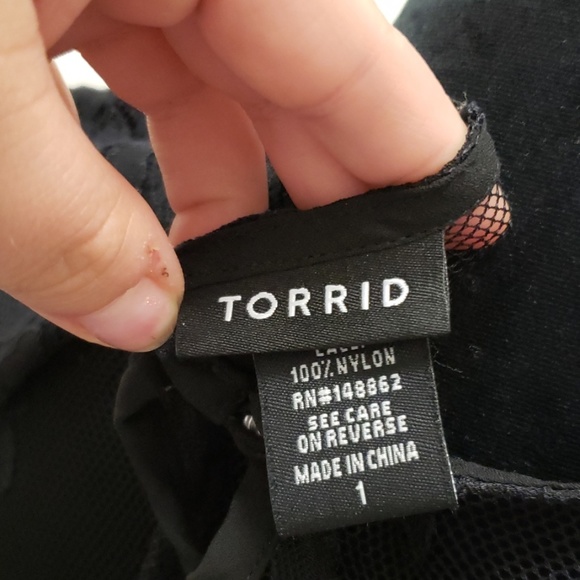 TORRID
100% NYLON
RN#148862
SEE CARE
ON REVERSE
MADE IN CHINA
1